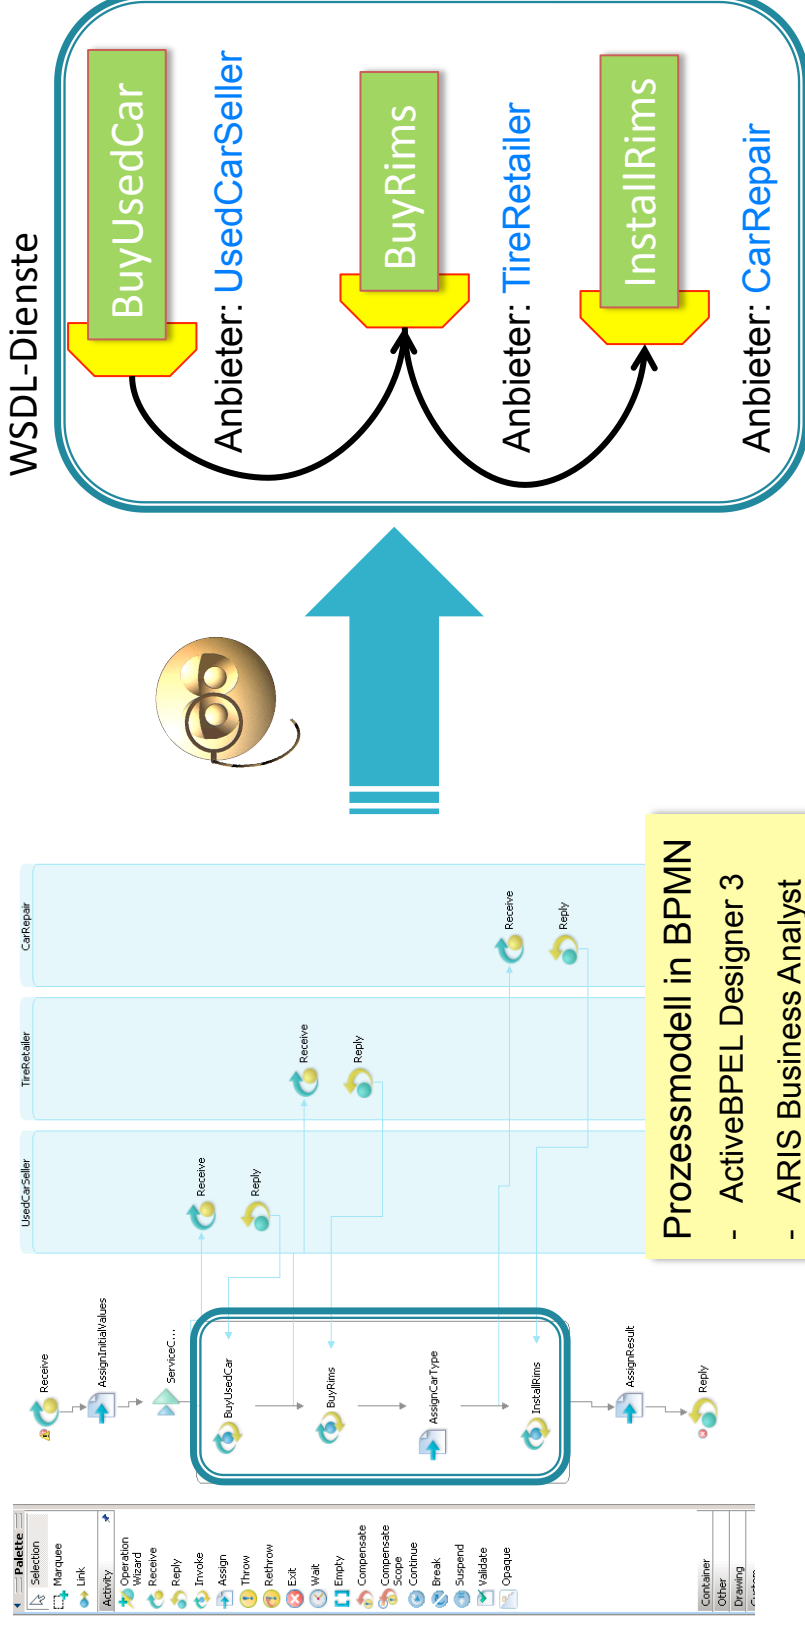 Palette
Selection
Marquee
Link
Activity
Operation
Wizard
Receive
Reply
Invoke
Assign
Throw
Rethrow
Exit
Wait
Empty
Compensate
Compensate
Scope
Continue
Break
Suspend
Validate
Opaque
Container
Other
Drawing
Receive
AssignInitialValues
ServiceC...
BuyUsedCar
BuyRims
AssignCarType
InstallRims
AssignResult
Reply
UsedCarSeller
Receive
Reply
TireRetailer
Receive
Reply
CarRepair
Receive
Reply
Prozessmodell in BPMN
- ActiveBPEL Designer 3
- ARIS Business Analyst
WSDL-Dienste
BuyUsedCar
Anbieter: UsedCarSeller
BuyRims
Anbieter: TireRetailer
InstallRims
Anbieter: CarRepair